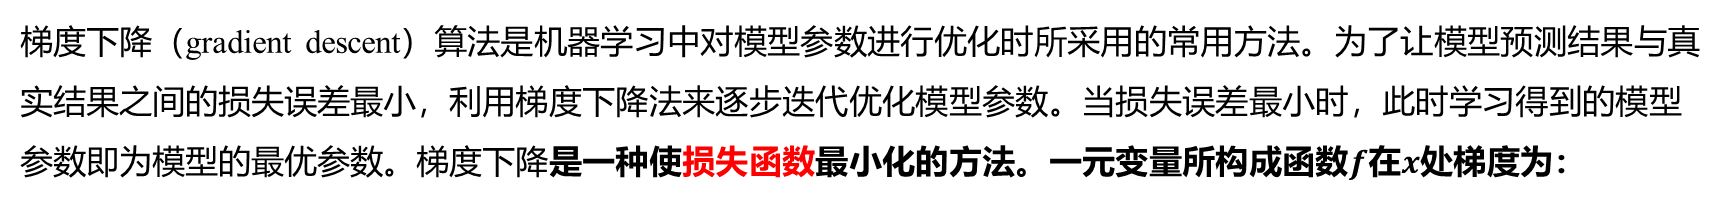 梯度下降（gradient descent）算法是机器学习中对模型参数进行优化时所采用的常用方法。为了让模型预测结果与真
实结果之间的损失误差最小，利用梯度下降法来逐步迭代优化模型参数。当损失误差最小时，此时学习得到的模型
参数即为模型的最优参数。梯度下降是一种使损失函数最小化的方法。一元变量所构成函数f在x处梯度为：